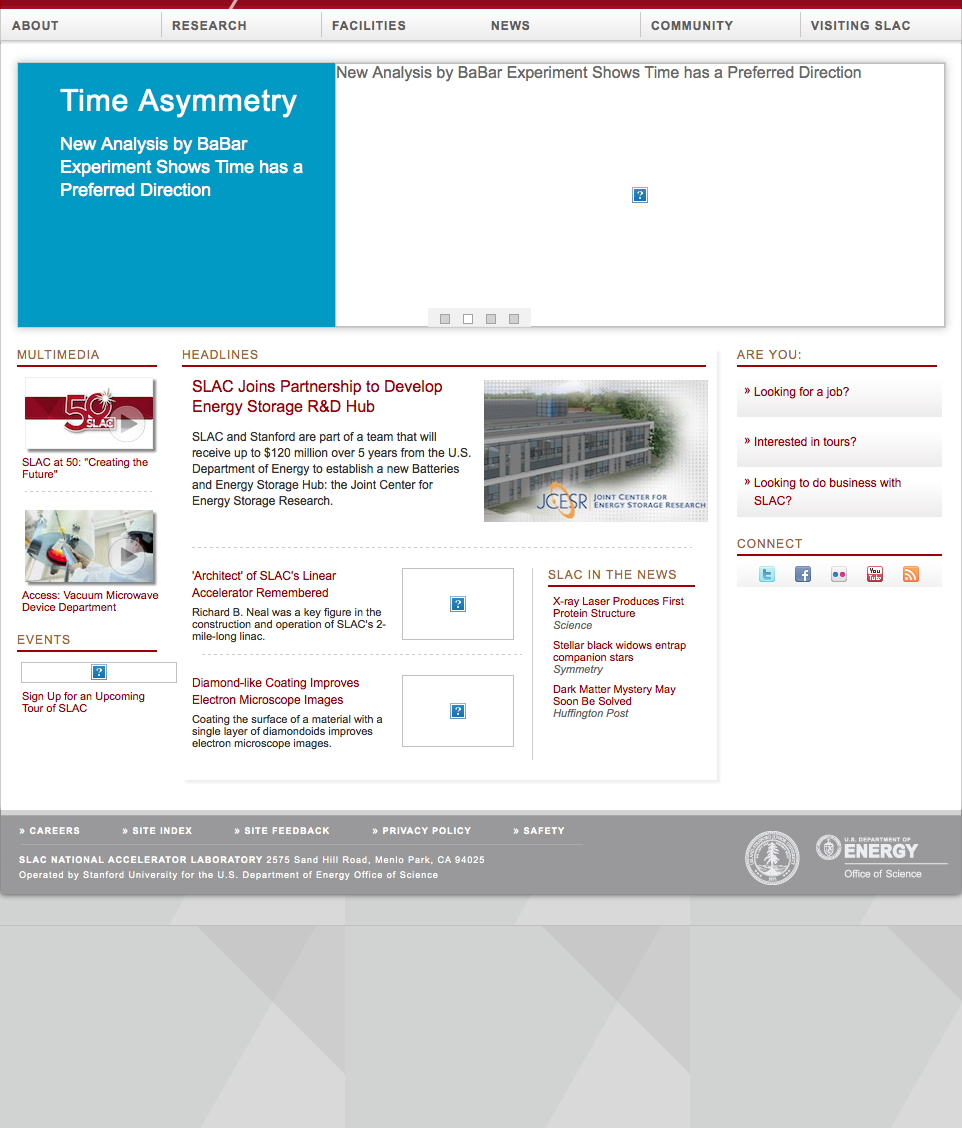 ABOUT
RESEARCH
FACILITIES
NEWS
COMMUNITY
VISITING SLAC
Time Asymmetry
New Analysis by BaBar
Experiment Shows Time has a
Preferred Direction
New Analysis by BaBar Experiment Shows Time has a Preferred Direction
MULTIMEDIA
50
SLAC
SLAC at 50: "Creating the
Future"
Access: Vacuum Microwave
Device Department
EVENTS
Sign Up for an Upcoming
Tour of SLAC
HEADLINES
SLAC Joins Partnership to Develop
Energy Storage R&D Hub
SLAC and Stanford are part of a team that will
receive up to $120 million over 5 years from the U.S.
Department of Energy to establish a new Batteries
and Energy Storage Hub: the Joint Center for
Energy Storage Research.
JCESR
JOINT CENTER FOR
ENERGY STORAGE RESEARCH
'Architect' of SLAC's Linear
Accelerator Remembered
Richard B. Neal was a key figure in the
construction and operation of SLAC's 2-
mile-long linac.
Diamond-like Coating Improves
Electron Microscope Images
Coating the surface of a material with a
single layer of diamondoids improves
electron microscope images.
SLAC IN THE NEWS
X-ray Laser Produces First
Protein Structure
Science
Stellar black widows entrap
companion stars
Symmetry
Dark Matter Mystery May
Soon Be Solved
Huffington Post
ARE YOU:
» Looking for a job?
» Interested in tours?
» Looking to do business with
SLAC?
CONNECT
You
Tube
» CAREERS
» SITE INDEX
» SITE FEEDBACK
» PRIVACY POLICY
» SAFETY
SLAC NATIONAL ACCELERATOR LABORATORY 2575 Sand Hill Road, Menlo Park, CA 94025
Operated by Stanford University for the U.S. Department of Energy Office of Science
U.S. DEPARTMENT OF
ENERGY
Office of Science